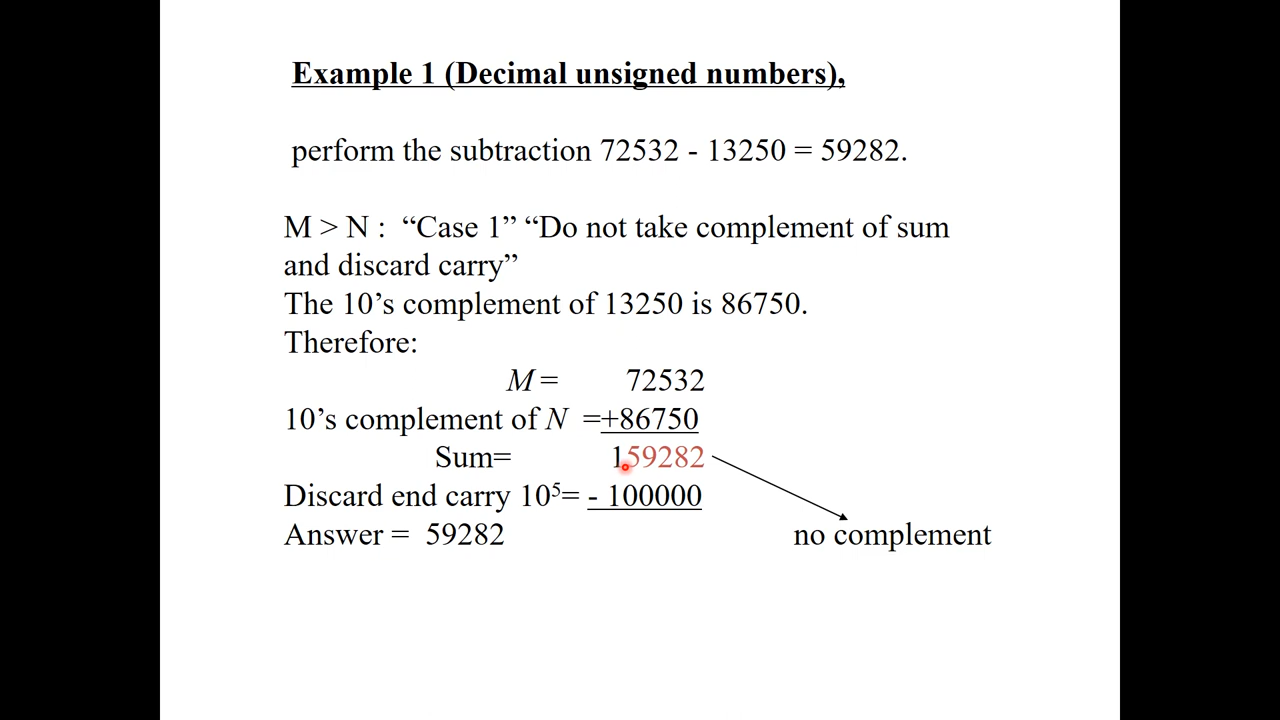 Example 1 (Decimal unsigned numbers),
perform the subtraction 72532 - 13250 = 59282.
M > N : “Case 1” “Do not take complement of sum
and discard carry”
The 10’s complement of 13250 is 86750.
Therefore:
M = 72532
10’s complement of N =+86750
Sum= 159282
Discard end carry 10⁵= - 100000
Answer = 59282 no complement